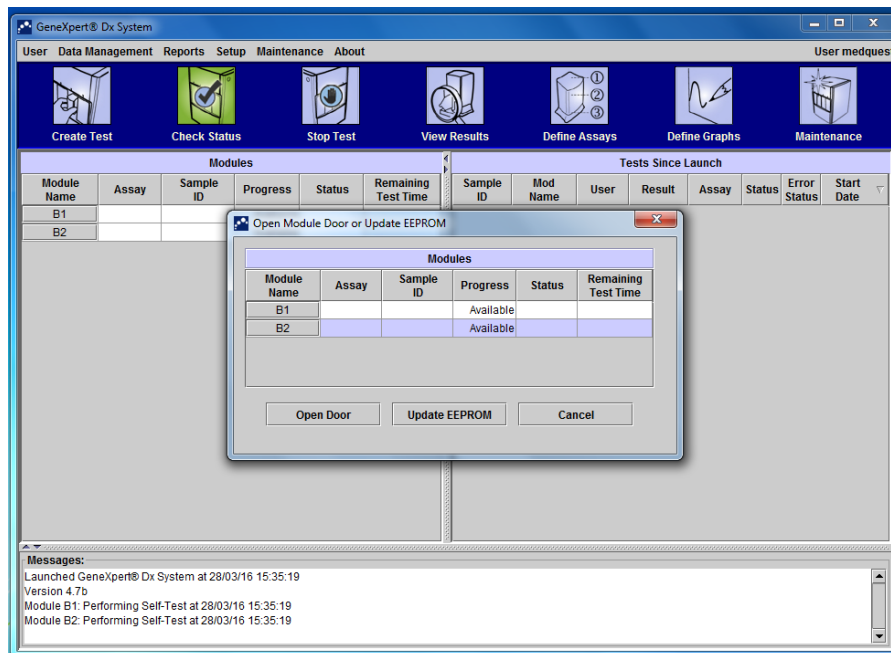 GeneXpert® Dx System
User Data Management Reports Setup Maintenance About User medques
Create Test Check Status Stop Test View Results Define Assays Define Graphs Maintenance
Modules
Tests Since Launch
Module Name Assay Sample ID Progress Status Remaining Test Time
Sample ID Mod Name User Result Assay Status Error Status Start Date
B1
B2
Open Module Door or Update EEPROM
Modules
Module Name Assay Sample ID Progress Status Remaining Test Time
B1 Available
B2 Available
Open Door Update EEPROM Cancel
Messages:
Launched GeneXpert® Dx System at 28/03/16 15:35:19
Version 4.7b
Module B1: Performing Self-Test at 28/03/16 15:35:19
Module B2: Performing Self-Test at 28/03/16 15:35:19